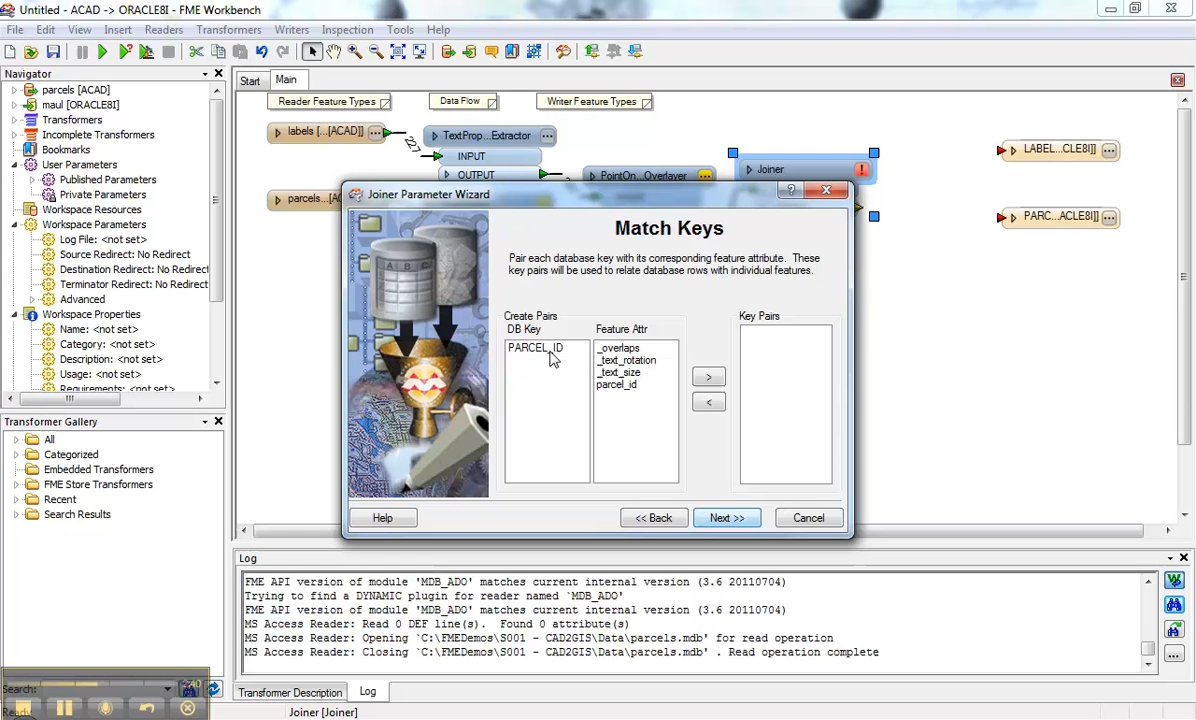 Untitled - ACAD -> ORACLE8I - FME Workbench
File Edit View Insert Readers Transformers Writers Inspection Tools Help
Navigator
parcels [ACAD]
maul [ORACLE8I]
Transformers
Incomplete Transformers
Bookmarks
User Parameters
Published Parameters
Private Parameters
Workspace Resources
Workspace Parameters
Log File: <not set>
Source Redirect: No Redirect
Destination Redirect: No Redirect
Terminator Redirect: No Redirect
Advanced
Workspace Properties
Name: <not set>
Category: <not set>
Description: <not set>
Usage: <not set>
Requirements: <not set>
Transformer Gallery
All
Categorized
Embedded Transformers
FME Store Transformers
Recent
Search Results
Search:
Start Main
Reader Feature Types Data Flow Writer Feature Types
labels [...[ACAD]]
227
TextProp...Extractor
INPUT
OUTPUT
PointOn...Overlayer
Joiner
LABEL...CLE8I]]
PARC...ACLE8I]]
Joiner Parameter Wizard
ABC
Match Keys
Pair each database key with its corresponding feature attribute. These
key pairs will be used to relate database rows with individual features.
Create Pairs
DB Key Feature Attr
PARCEL_ID
_overlaps
_text_rotation
_text_size
parcel_id
>
<
Key Pairs
Help << Back Next >> Cancel
Log
FME API version of module 'MDB_ADO' matches current internal version (3.6 20110704)
Trying to find a DYNAMIC plugin for reader named `MDB_ADO'
FME API version of module 'MDB_ADO' matches current internal version (3.6 20110704)
MS Access Reader: Read 0 DEF line(s). Found 0 attribute(s)
MS Access Reader: Opening `C:\FMEDemos\S001 - CAD2GIS\Data\parcels.mdb' for read operation
MS Access Reader: Closing `C:\FMEDemos\S001 - CAD2GIS\Data\parcels.mdb' . Read operation complete
Transformer Description Log
Joiner [Joiner]